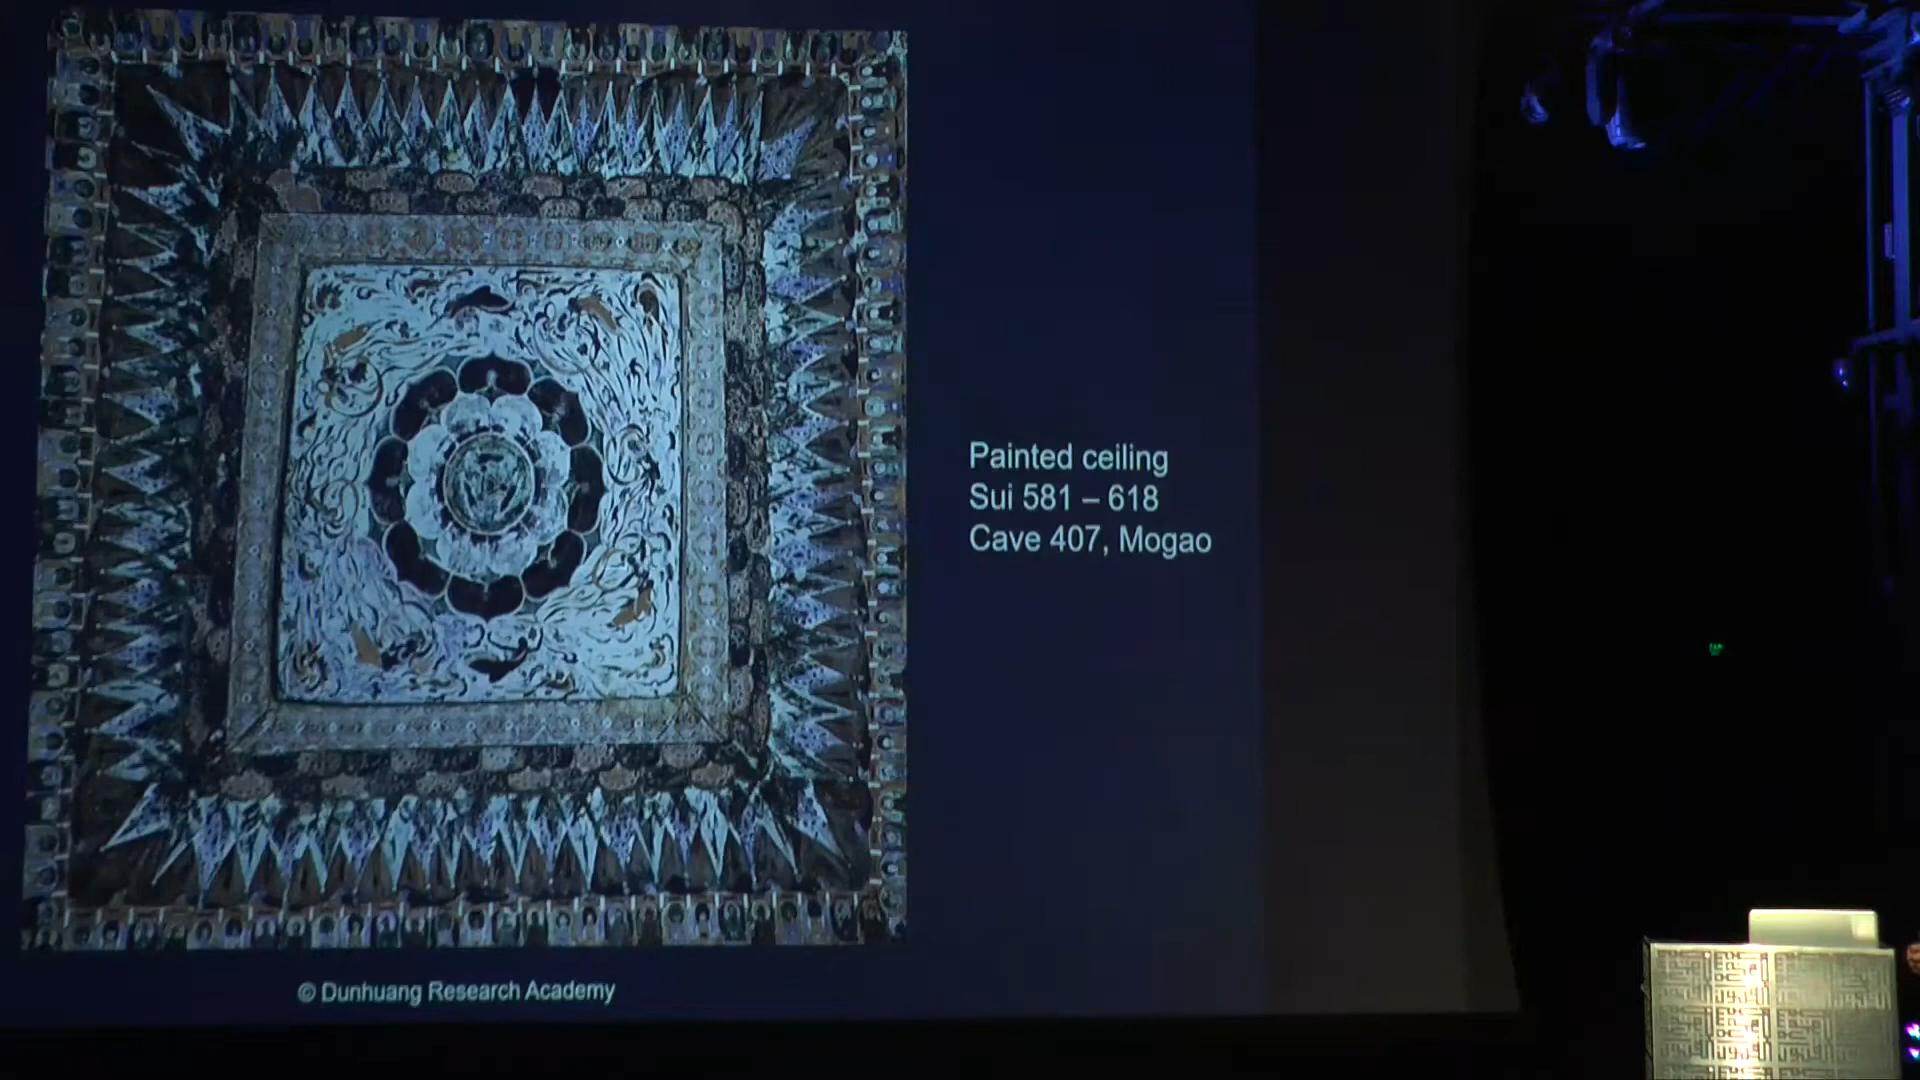 Painted ceiling
Sui 581 – 618
Cave 407, Mogao
© Dunhuang Research Academy